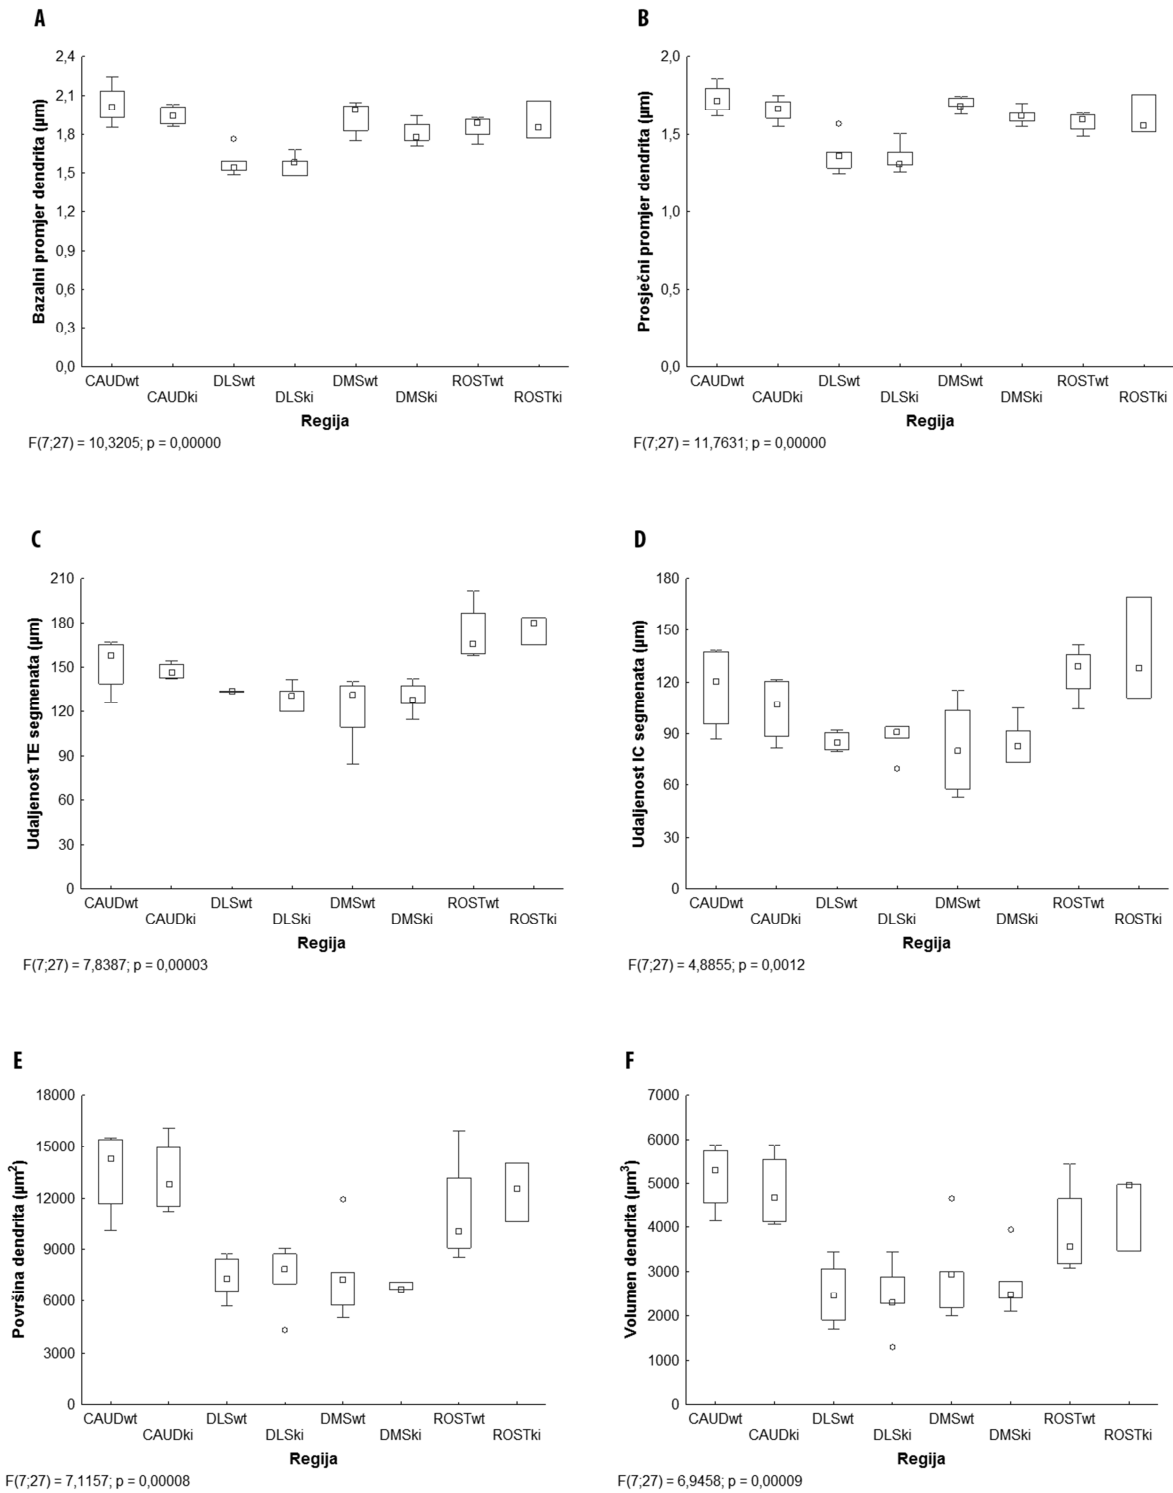 A
Bazalni promjer dendrita (µm)
2,4
2,1
1,8
1,5
1,2
0,9
0,6
0,3
0,0
CAUDwt DLSwt DMSwt ROSTwt
CAUDki DLSki DMSki ROSTki
Regija
F(7;27) = 10,3205; p = 0,00000
B
Prosječni promjer dendrita (µm)
2,0
1,5
1,0
0,5
0,0
CAUDwt DLSwt DMSwt ROSTwt
CAUDki DLSki DMSki ROSTki
Regija
F(7;27) = 11,7631; p = 0,00000
C
Udaljenost TE segmenata (µm)
210
180
150
120
90
60
30
0
CAUDwt DLSwt DMSwt ROSTwt
CAUDki DLSki DMSki ROSTki
Regija
F(7;27) = 7,8387; p = 0,00003
D
Udaljenost IC segmenata (µm)
180
150
120
90
60
30
0
CAUDwt DLSwt DMSwt ROSTwt
CAUDki DLSki DMSki ROSTki
Regija
F(7;27) = 4,8855; p = 0,0012
E
Površina dendrita (µm²)
18000
15000
12000
9000
6000
3000
0
CAUDwt DLSwt DMSwt ROSTwt
CAUDki DLSki DMSki ROSTki
Regija
F(7;27) = 7,1157; p = 0,00008
F
Volumen dendrita (µm³)
7000
6000
5000
4000
3000
2000
1000
0
CAUDwt DLSwt DMSwt ROSTwt
CAUDki DLSki DMSki ROSTki
Regija
F(7;27) = 6,9458; p = 0,00009